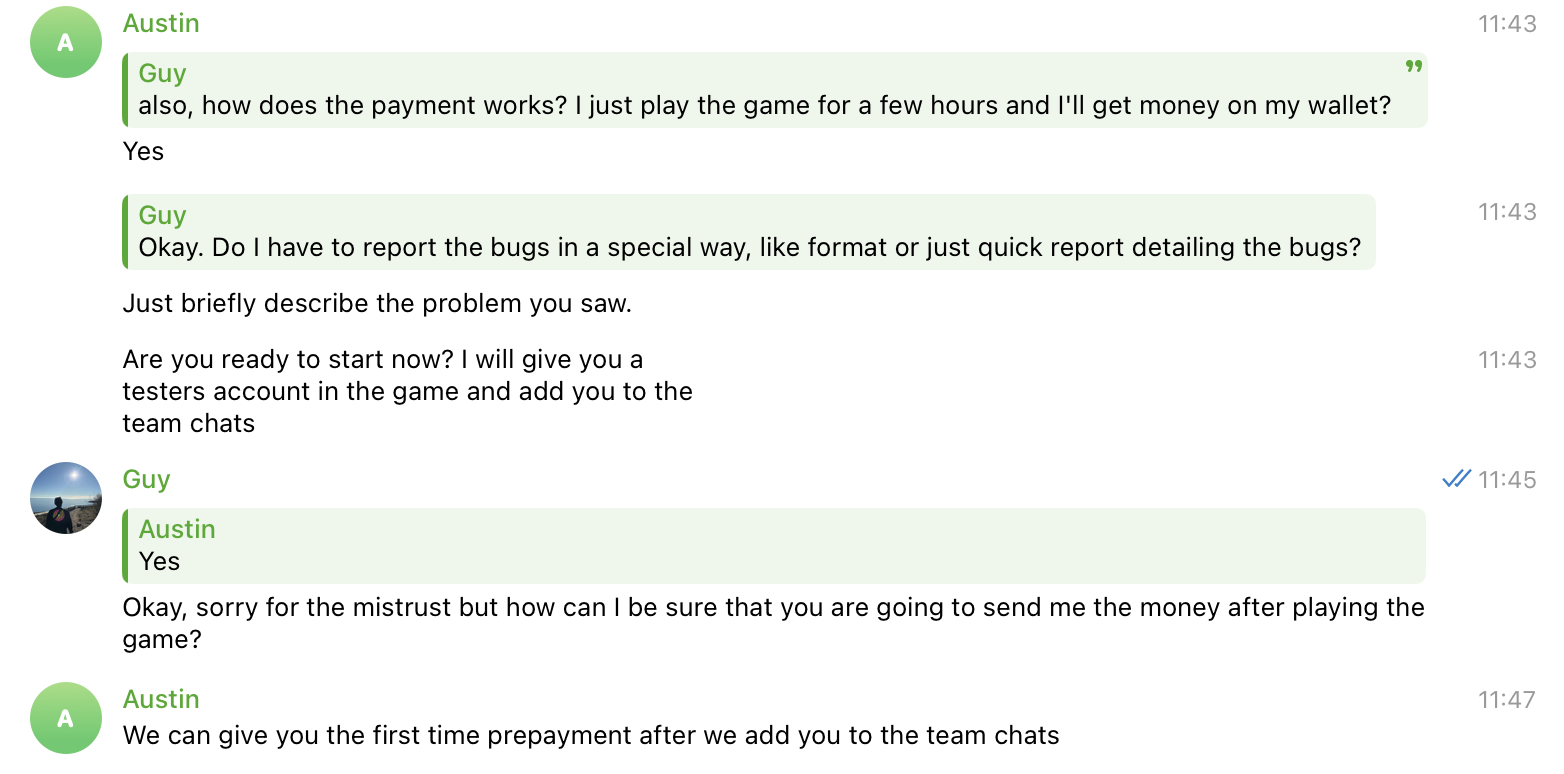 Austin
11:43
A
Guy
”
also, how does the payment works? I just play the game for a few hours and I'll get money on my wallet?
Yes
Guy
11:43
Okay. Do I have to report the bugs in a special way, like format or just quick report detailing the bugs?
Just briefly describe the problem you saw.
Are you ready to start now? I will give you a
11:43
testers account in the game and add you to the
team chats
Guy
11:45
Austin
Yes
Okay, sorry for the mistrust but how can I be sure that you are going to send me the money after playing the
game?
Austin
11:47
A
We can give you the first time prepayment after we add you to the team chats